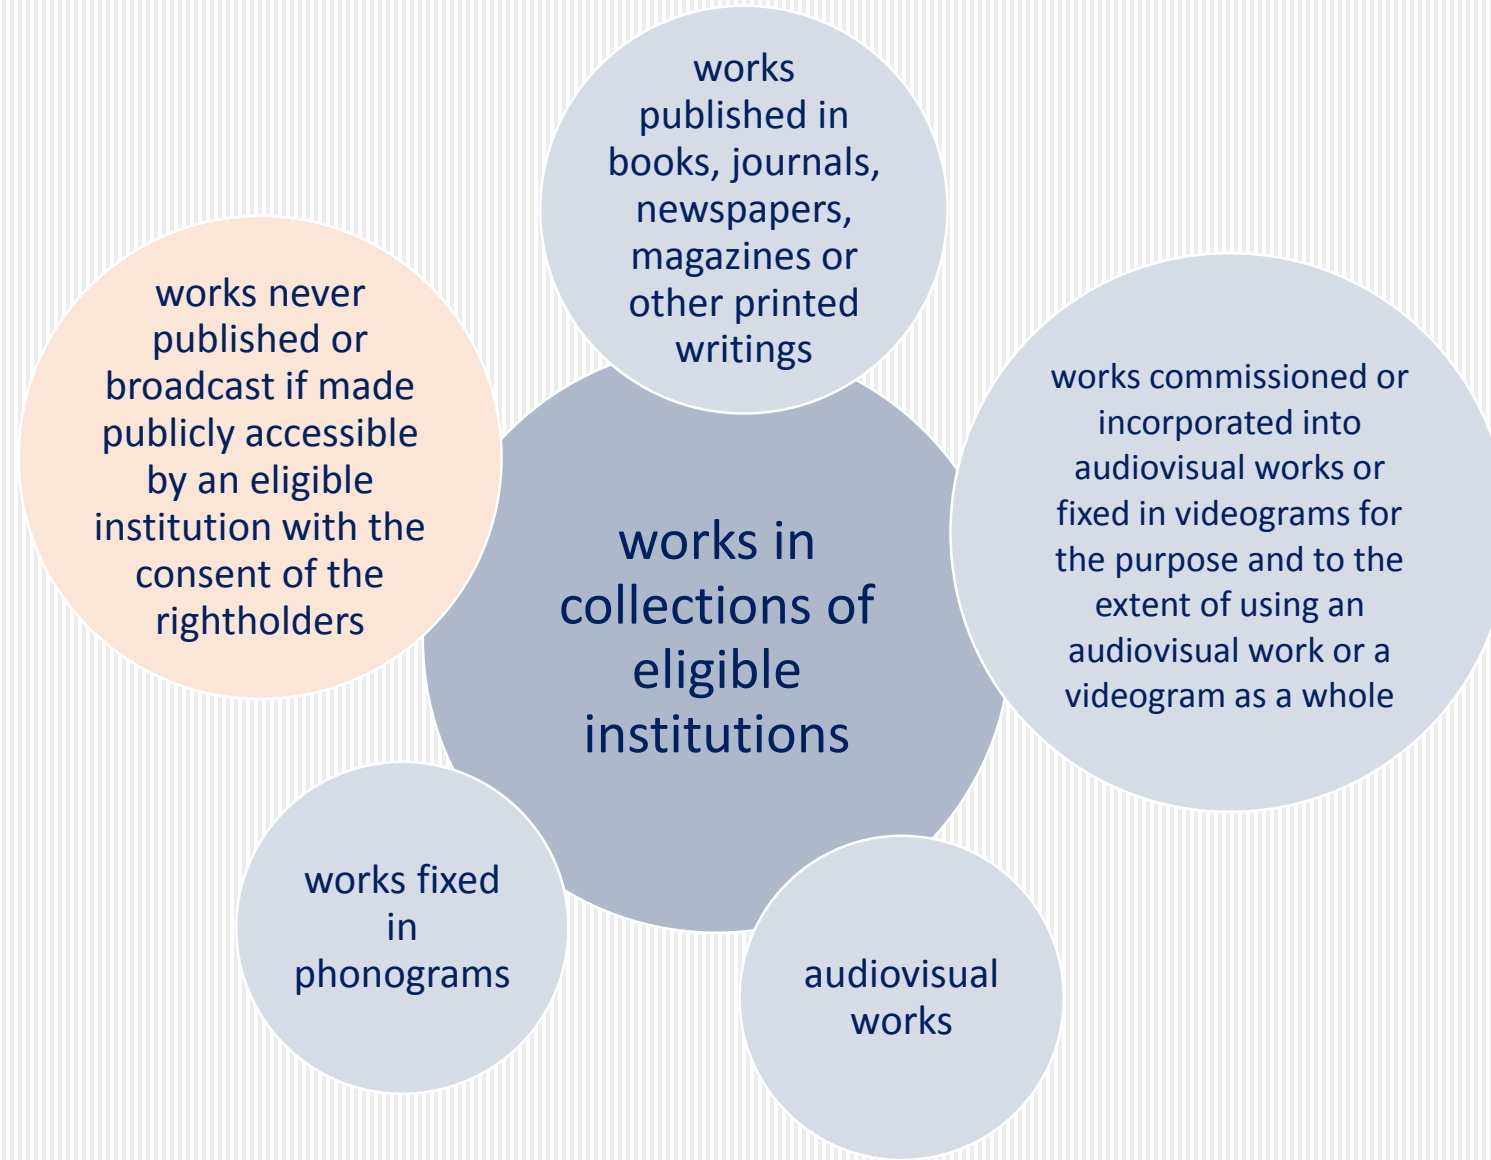 works
published in
books, journals,
newspapers,
magazines or
other printed
writings
works never
published or
broadcast if made
publicly accessible
by an eligible
institution with the
consent of the
rightholders
works commissioned or
incorporated into
audiovisual works or
fixed in videograms for
the purpose and to the
extent of using an
audiovisual work or a
videogram as a whole
works in
collections of
eligible
institutions
works fixed
in
phonograms
audiovisual
works